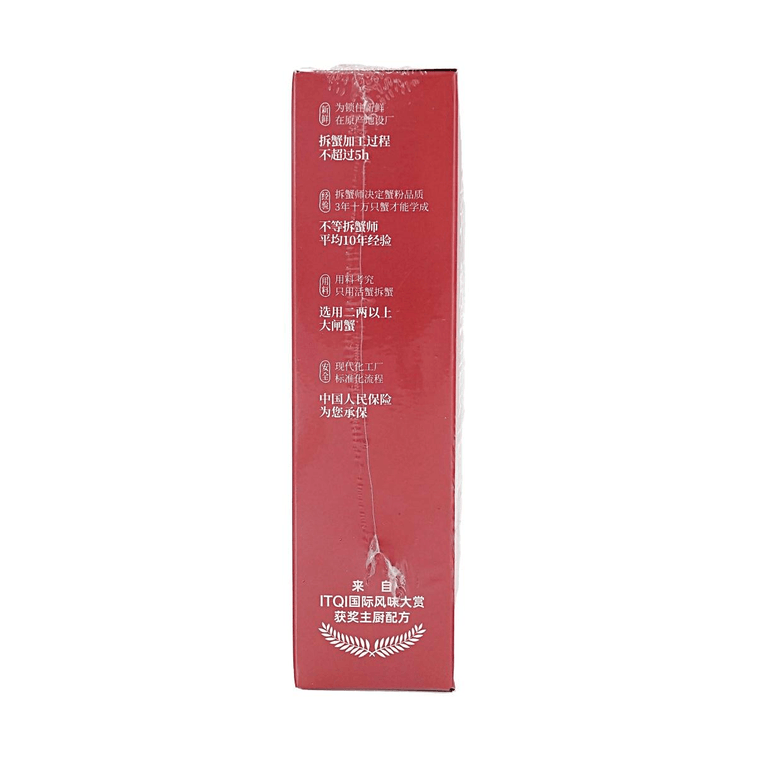 新鲜
为锁住新鲜
在原产地设厂
拆蟹加工过程
不超过5h
经验
拆蟹师决定蟹粉品质
3年十万只蟹才能学成
不等拆蟹师
平均10年经验
用料
用料考究
只用活蟹拆蟹
选用二两以上
大闸蟹
安全
现代化工厂
标准化流程
中国人民保险
为您承保
来自
ITQI国际风味大赏
获奖主厨配方